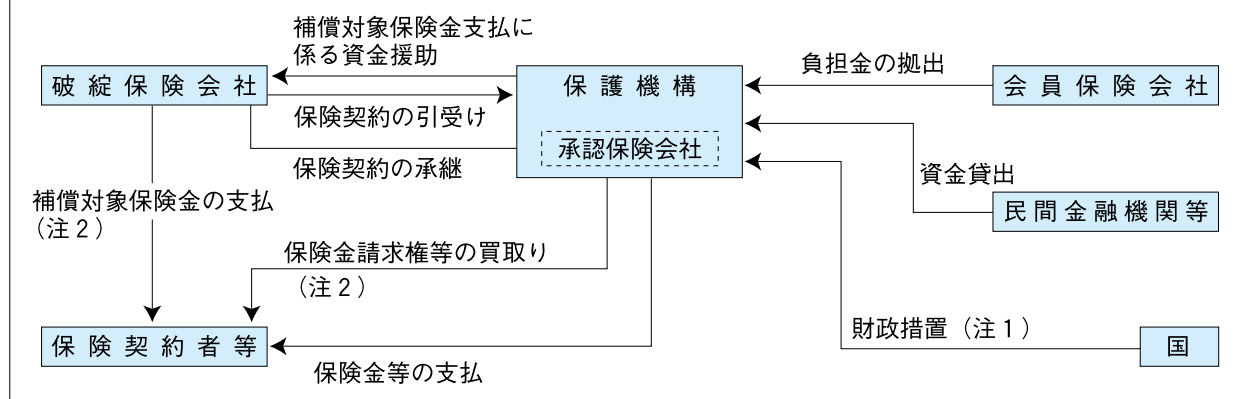 補償対象保険金支払に
係る資金援助
破綻保険会社
保護機構
負担金の拠出
会員保険会社
保険契約の引受け
承認保険会社
保険契約の承継
資金貸出
補償対象保険金の支払
（注２）
民間金融機関等
保険金請求権等の買取り
（注２）
財政措置（注１）
国
保険契約者等
保険金等の支払